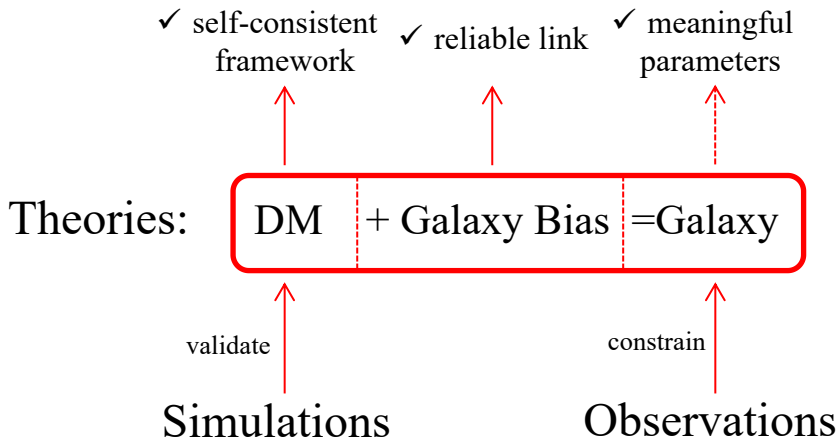 ✓ self-consistent
framework
✓ reliable link
✓ meaningful
parameters
Theories: DM + Galaxy Bias =Galaxy
validate
constrain
Simulations
Observations